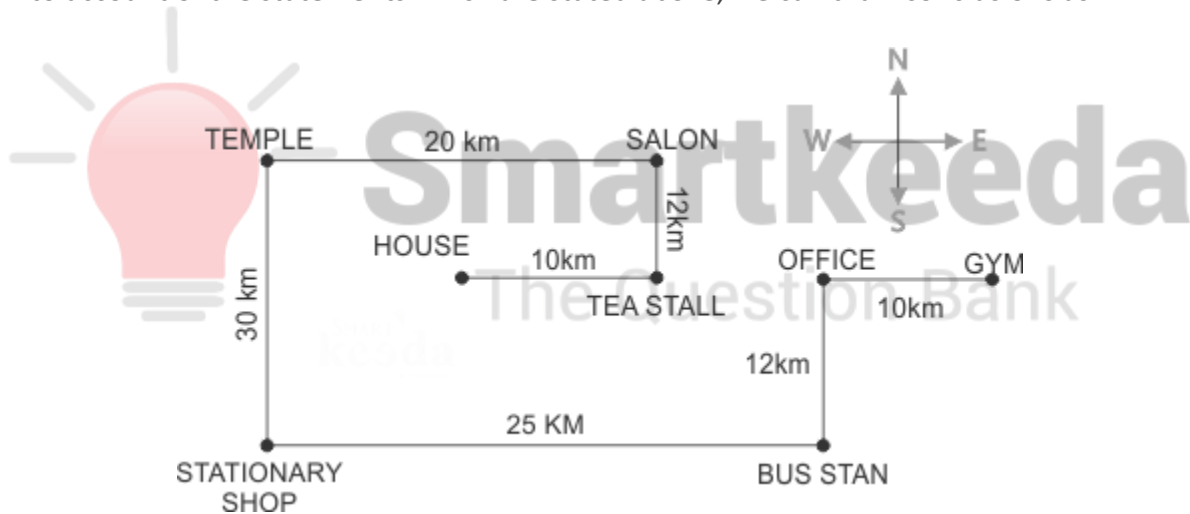 N
TEMPLE 20 km SALON W E
Smartkeeda
S
12km
HOUSE OFFICE GYM
10km
The Question Bank
TEA STALL 10km
30 km
12km
25 KM
STATIONARY BUS STAN
SHOP